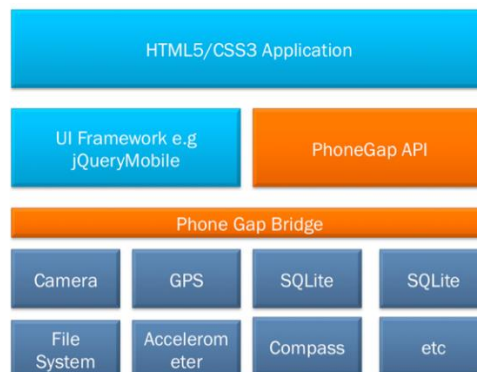 HTML5/CSS3 Application
UI Framework e.g
jQueryMobile
PhoneGap API
Phone Gap Bridge
Camera
GPS
SQLite
SQLite
File
System
Accelerom
eter
Compass
etc